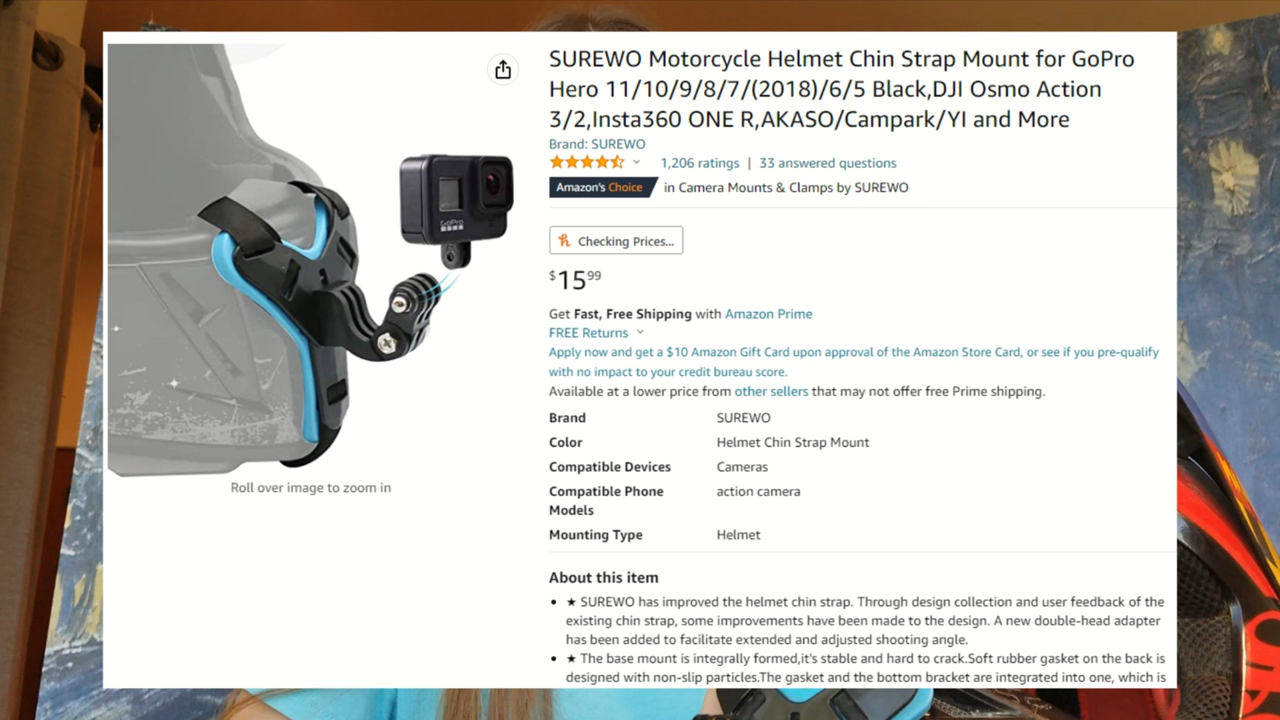 SUREWO Motorcycle Helmet Chin Strap Mount for GoPro
Hero 11/10/9/8/7/(2018)/6/5 Black,DJI Osmo Action
3/2,Insta360 ONE R,AKASO/Campark/YI and More
Brand: SUREWO
1,206 ratings | 33 answered questions
Amazon's Choice in Camera Mounts & Clamps by SUREWO
Checking Prices...
$15 99
Get Fast, Free Shipping with Amazon Prime
FREE Returns
Apply now and get a $10 Amazon Gift Card upon approval of the Amazon Store Card, or see if you pre-qualify
with no impact to your credit bureau score.
Available at a lower price from other sellers that may not offer free Prime shipping.
Brand SUREWO
Color Helmet Chin Strap Mount
Compatible Devices Cameras
Compatible Phone Models action camera
Mounting Type Helmet
About this item
• ★ SUREWO has improved the helmet chin strap. Through design collection and user feedback of the
existing chin strap, some improvements have been made to the design. A new double-head adapter
has been added to facilitate extended and adjusted shooting angle.
• ★ The base mount is integrally formed,it's stable and hard to crack.Soft rubber gasket on the back is
designed with non-slip particles.The gasket and the bottom bracket are integrated into one, which is
GoPro
Roll over image to zoom in